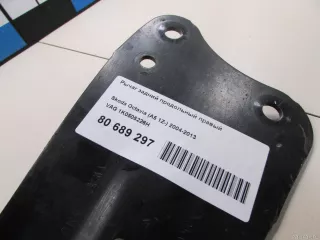 Рычаг задний продольный правый
Skoda Octavia (A5 1Z-) 2004-2013
VAG 1K0505226H
80 689 297